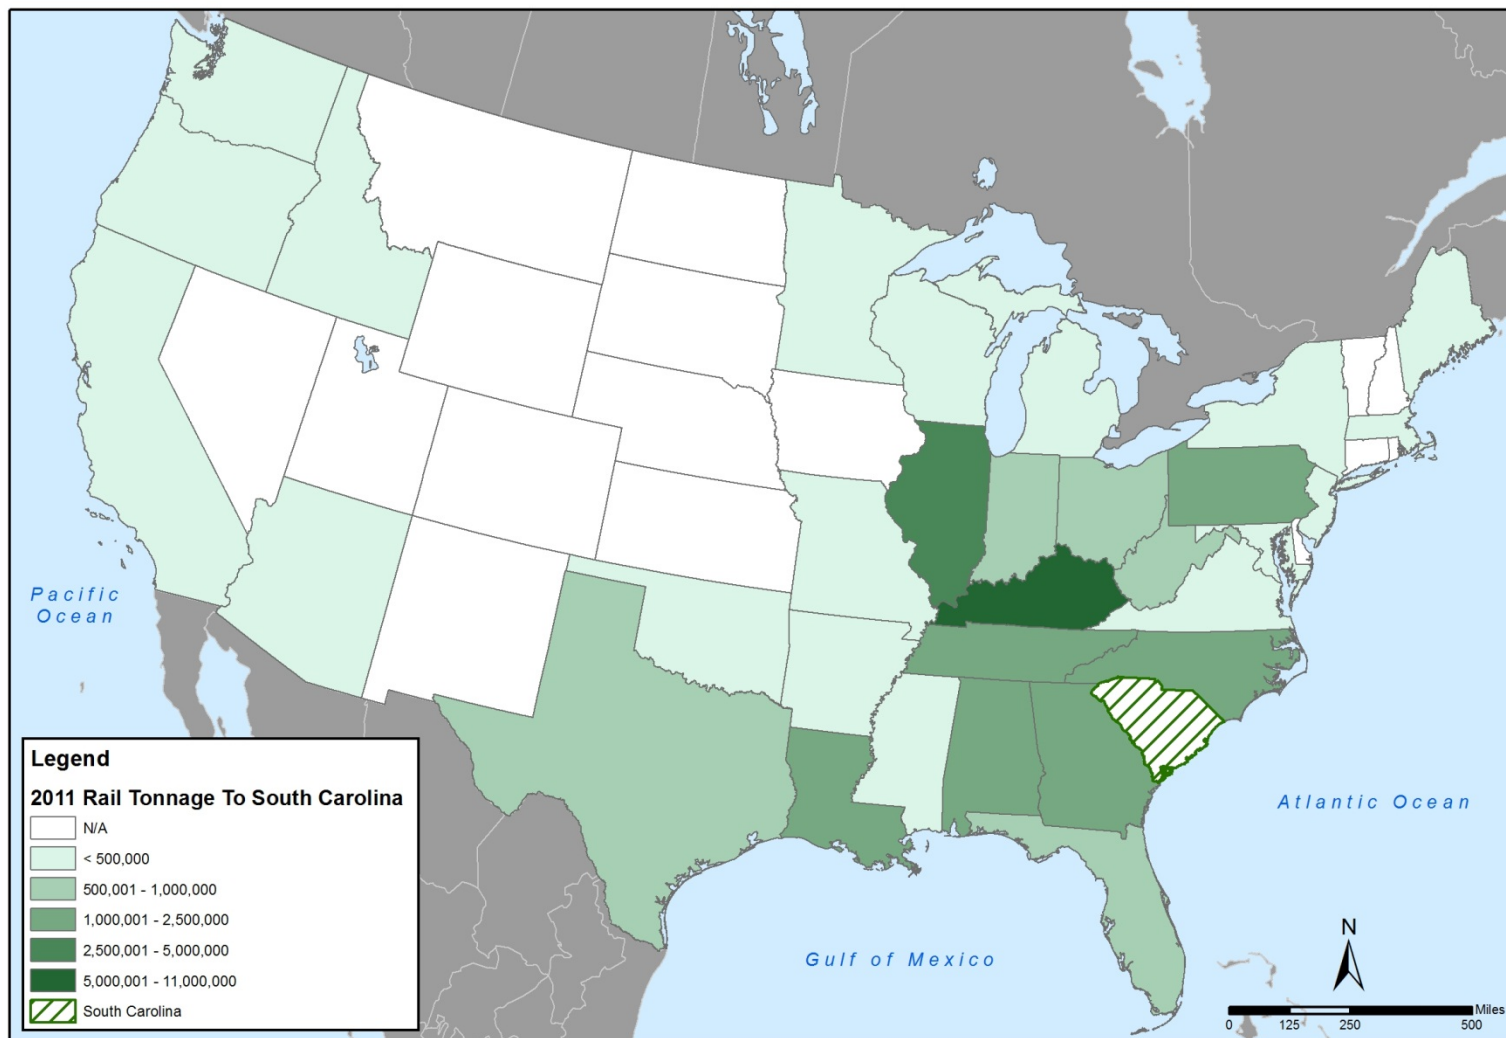 Pacific
Ocean
Atlantic Ocean
Gulf of Mexico
Legend
2011 Rail Tonnage To South Carolina
N/A
< 500,000
500,001 - 1,000,000
1,000,001 - 2,500,000
2,500,001 - 5,000,000
5,000,001 - 11,000,000
South Carolina
N
Miles
0 125 250 500